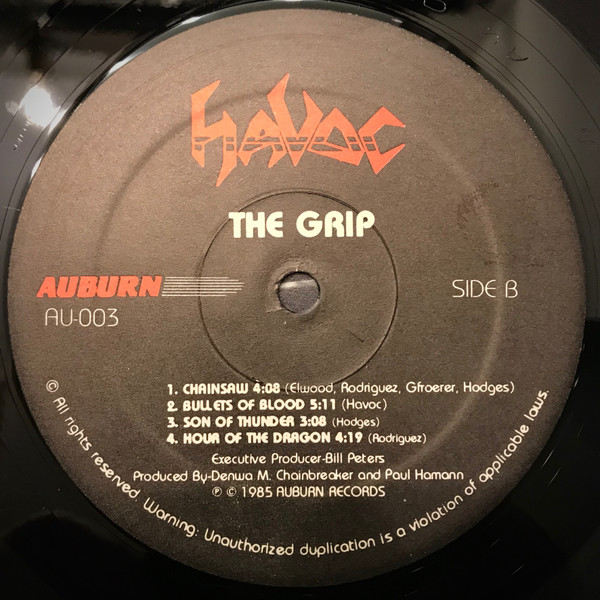 HAVOC
THE GRIP
AUBURN
SIDE B
AU-003
1. CHAINSAW 4:08 (Elwood, Rodriguez, Gfroerer, Hodges)
2. BULLETS OF BLOOD 5:11 (Havoc)
3. SON OF THUNDER 3:08 (Hodges)
4. HOUR OF THE DRAGON 4:19 (Rodriguez)
Executive Producer-Bill Peters
Produced By-Denwa M. Chainbreaker and Paul Hamann
℗ © 1985 AUBURN RECORDS
© All rights reserved. Warning: Unauthorized duplication is a violation of applicable laws.